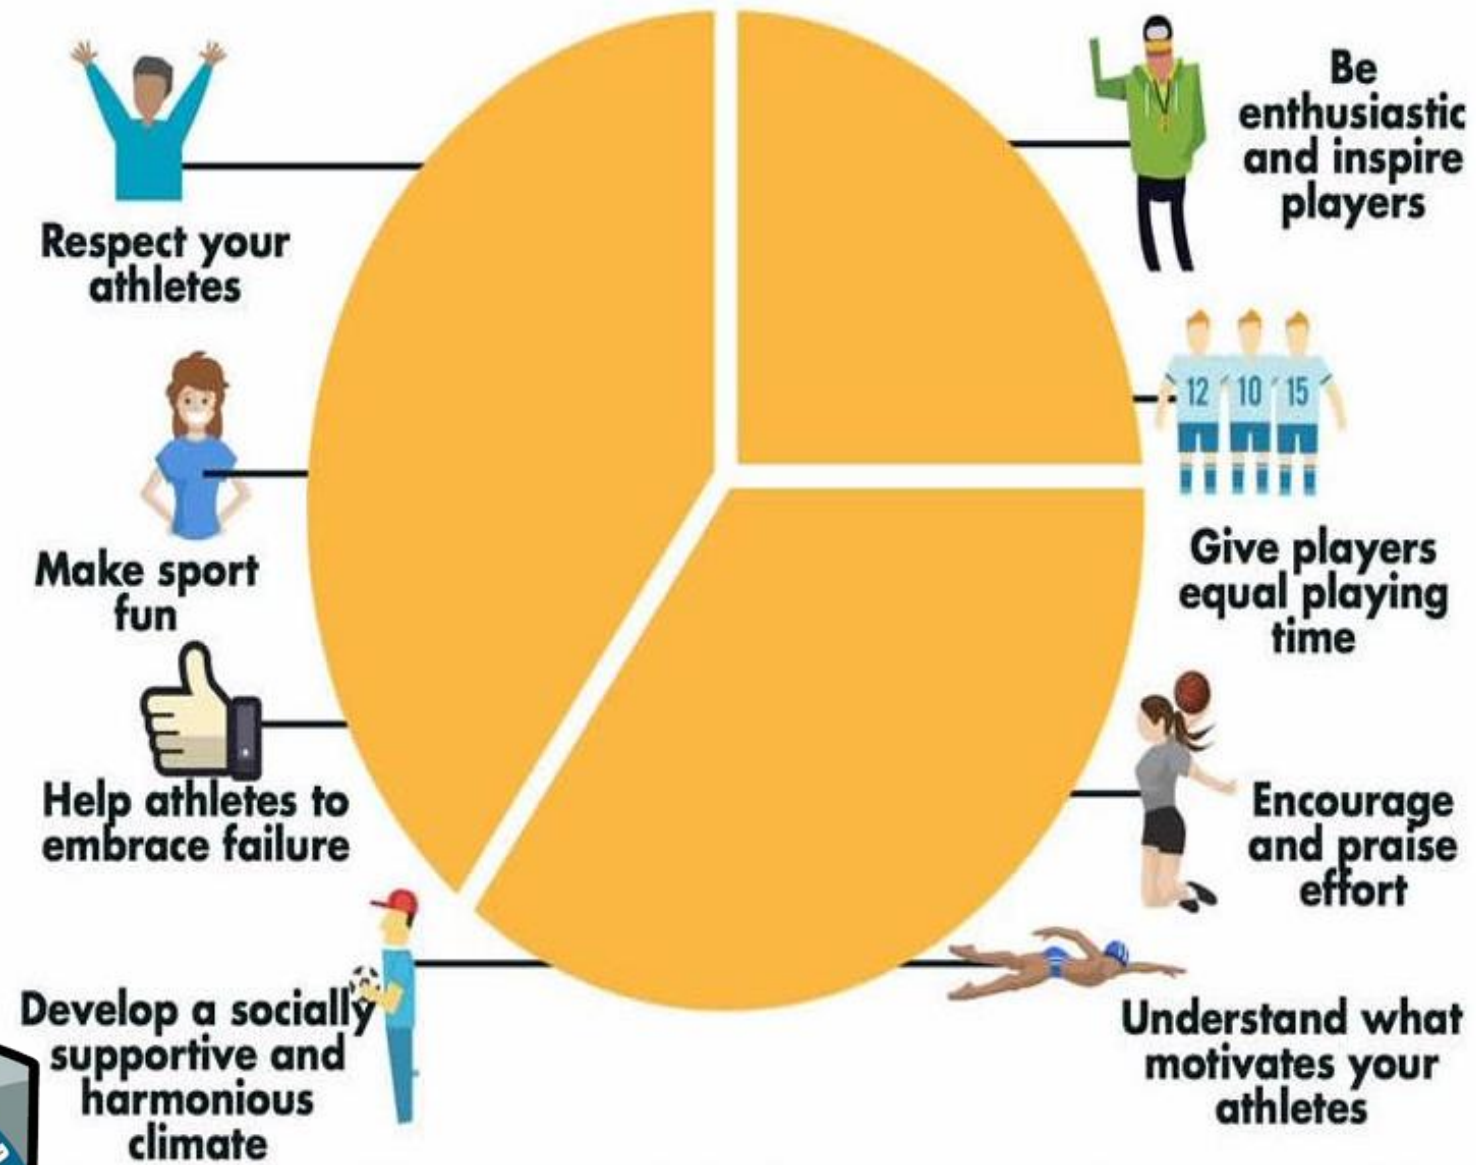 Respect your
athletes
Make sport
fun
Help athletes to
embrace failure
Develop a socially
supportive and
harmonious
climate
Be
enthusiastic
and inspire
players
12 10 15
Give players
equal playing
time
Encourage
and praise
effort
Understand what
motivates your
athletes